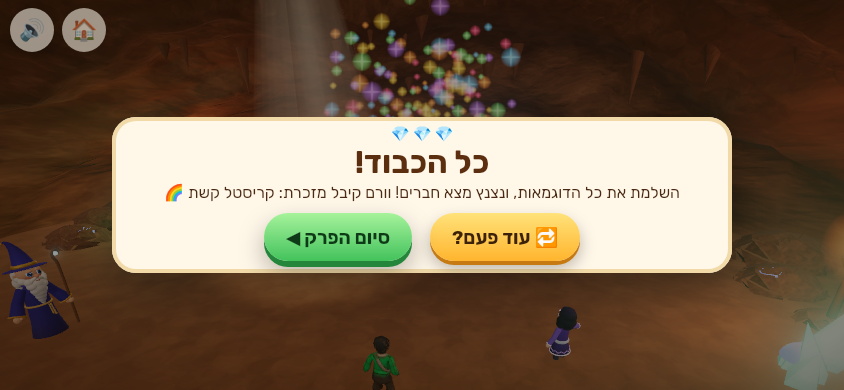 כל הכבוד!
השלמת את כל הדוגמאות, ונצנץ מצא חברים! וורם קיבל מזכרת: קריסטל קשת 🌈
🔁 עוד פעם?
סיום הפרק ◀